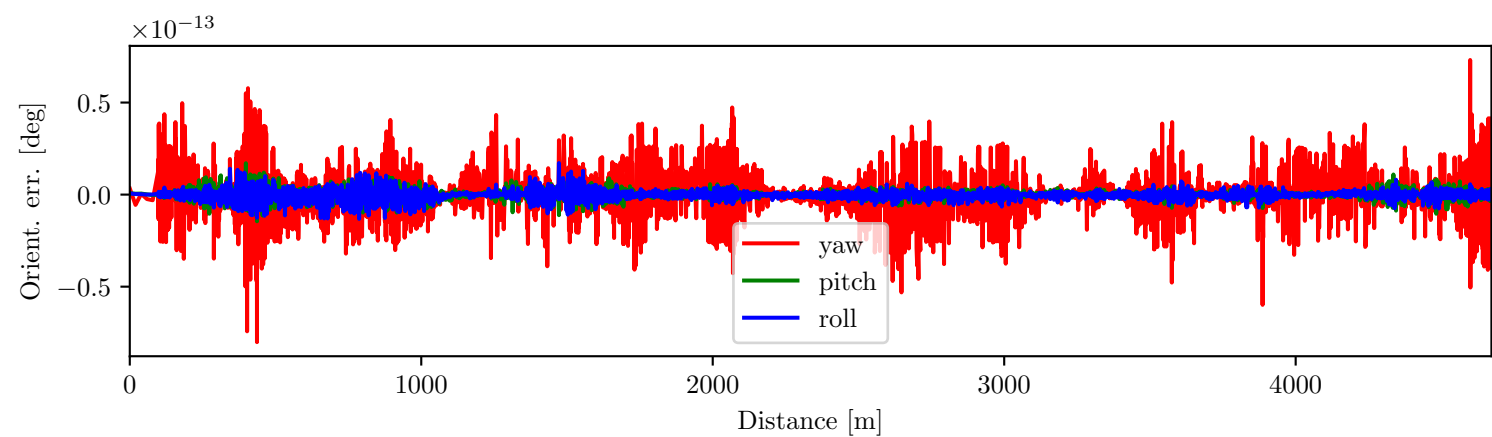 ×10⁻¹³
Orient. err. [deg]
0.5
0.0
−0.5
yaw
pitch
roll
0 1000 2000 3000 4000
Distance [m]